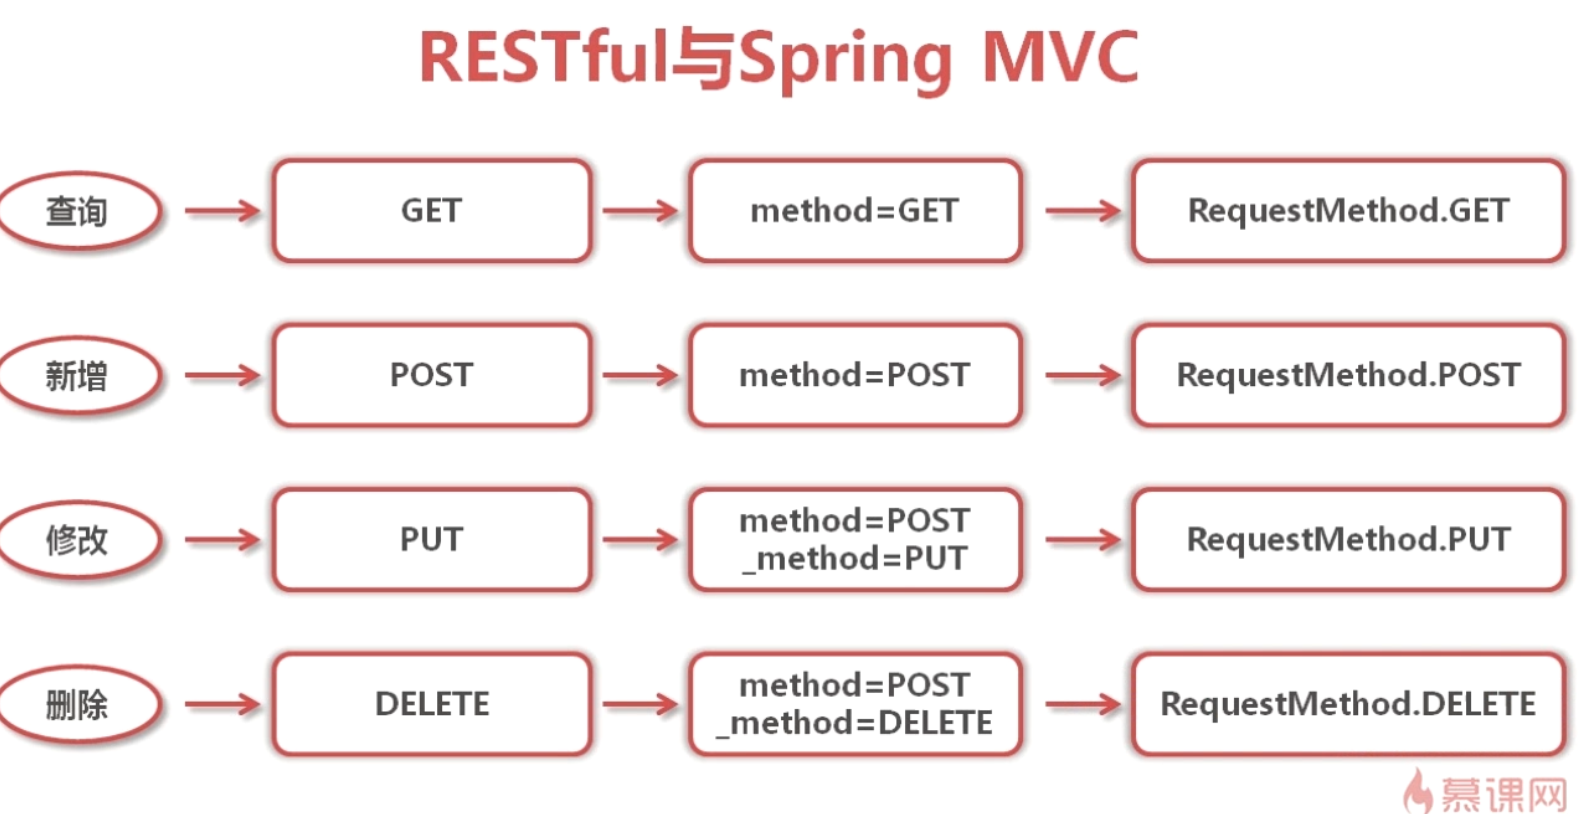 RESTful与Spring MVC
查询
GET
method=GET
RequestMethod.GET
新增
POST
method=POST
RequestMethod.POST
修改
PUT
method=POST
_method=PUT
RequestMethod.PUT
删除
DELETE
method=POST
_method=DELETE
RequestMethod.DELETE
慕课网